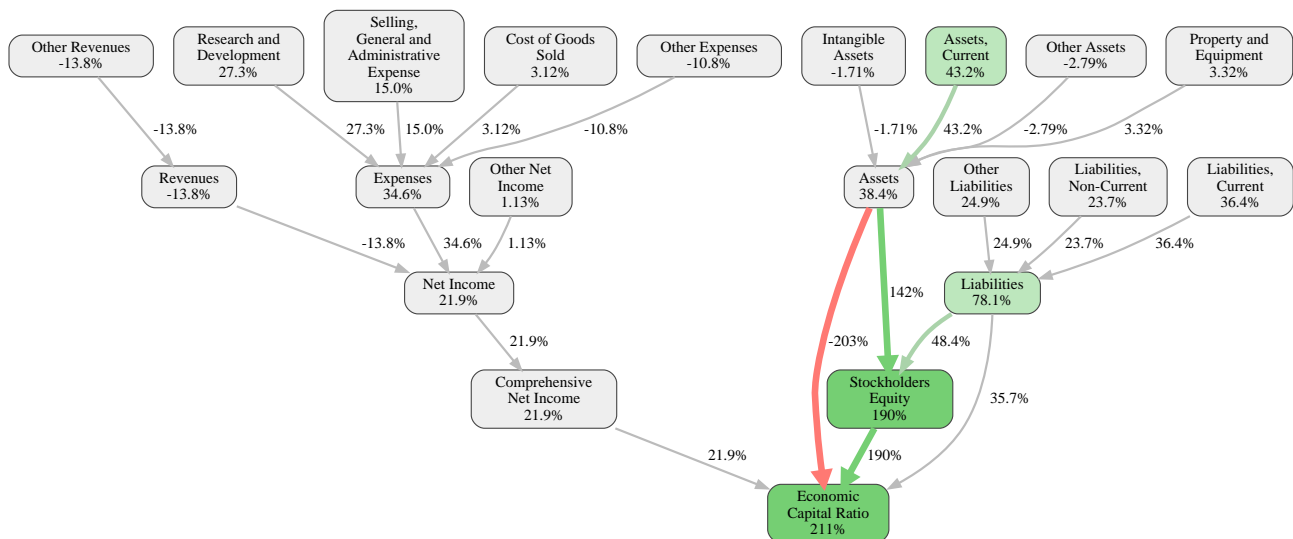 Other Revenues
-13.8%
Research and
Development
27.3%
Selling,
General and
Administrative
Expense
15.0%
Cost of Goods
Sold
3.12%
Other Expenses
-10.8%
Intangible
Assets
-1.71%
Assets,
Current
43.2%
Other Assets
-2.79%
Property and
Equipment
3.32%
-13.8%
27.3%
15.0%
3.12%
-10.8%
-1.71%
43.2%
-2.79%
3.32%
Revenues
-13.8%
Expenses
34.6%
Other Net
Income
1.13%
Assets
38.4%
Other
Liabilities
24.9%
Liabilities,
Non-Current
23.7%
Liabilities,
Current
36.4%
-13.8%
34.6%
1.13%
24.9%
23.7%
36.4%
Net Income
21.9%
142%
Liabilities
78.1%
21.9%
-203%
48.4%
35.7%
Comprehensive
Net Income
21.9%
Stockholders
Equity
190%
21.9%
190%
Economic
Capital Ratio
211%